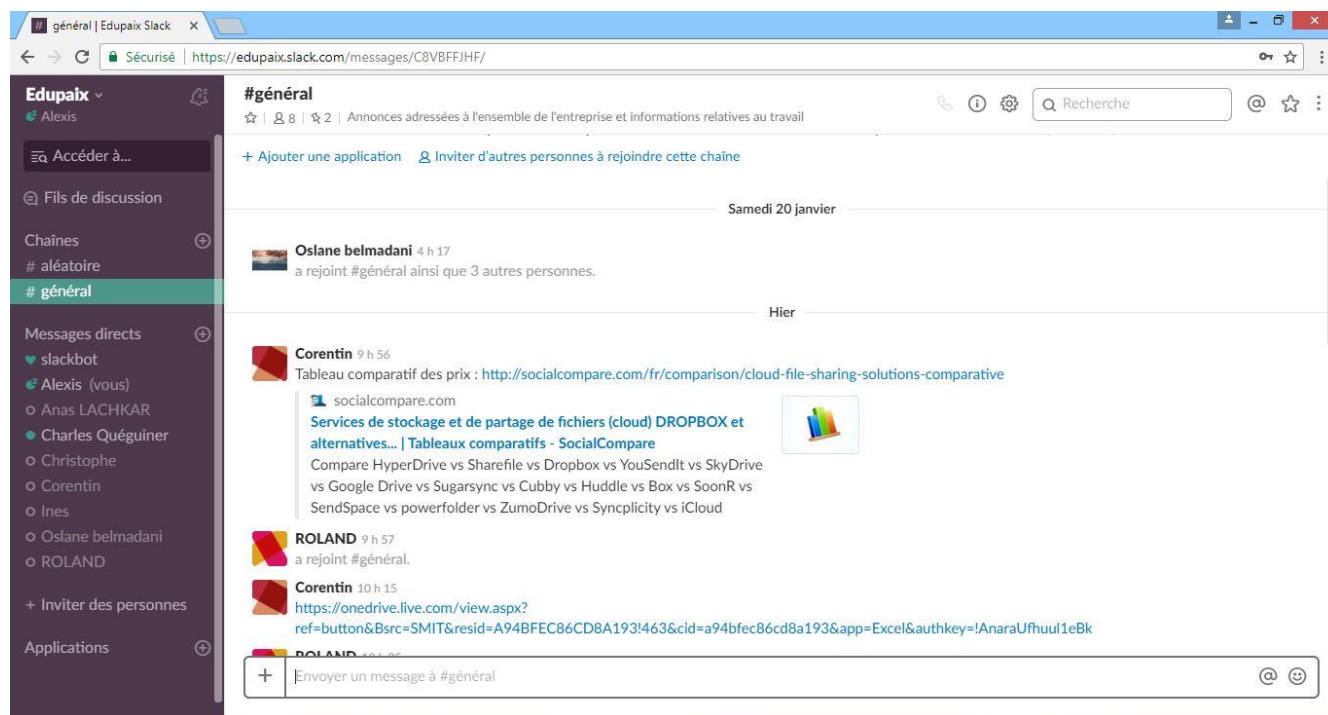 général | Edupaix Slack
Sécurisé | https://edupaix.slack.com/messages/C8VBFFJHF/
Edupaix
Alexis
Accéder à...
Fils de discussion
Chaînes
# aléatoire
# général
Messages directs
slackbot
Alexis (vous)
Anas LACHKAR
Charles Quéguiner
Christophe
Corentin
Ines
Oslane belmadani
ROLAND
+ Inviter des personnes
Applications
#général
8 | 2 | Annonces adressées à l'ensemble de l'entreprise et informations relatives au travail
Recherche
+ Ajouter une application Inviter d'autres personnes à rejoindre cette chaîne
Samedi 20 janvier
Oslane belmadani 4 h 17
a rejoint #général ainsi que 3 autres personnes.
Hier
Corentin 9 h 56
Tableau comparatif des prix : http://socialcompare.com/fr/comparison/cloud-file-sharing-solutions-comparative
socialcompare.com
Services de stockage et de partage de fichiers (cloud) DROPBOX et
alternatives... | Tableaux comparatifs - SocialCompare
Compare HyperDrive vs Sharefile vs Dropbox vs YouSendIt vs SkyDrive
vs Google Drive vs Sugarsync vs Cubby vs Huddle vs Box vs SoonR vs
SendSpace vs powerfolder vs ZumoDrive vs Syncplicity vs iCloud
ROLAND 9 h 57
a rejoint #général.
Corentin 10 h 15
https://onedrive.live.com/view.aspx?
ref=button&Bsrc=SMIT&resid=A94BFEC86CD8A193!463&cid=a94bfec86cd8a193&app=Excel&authkey=!AnaraUfhuul1eBk
ROLAND
Envoyer un message à #général